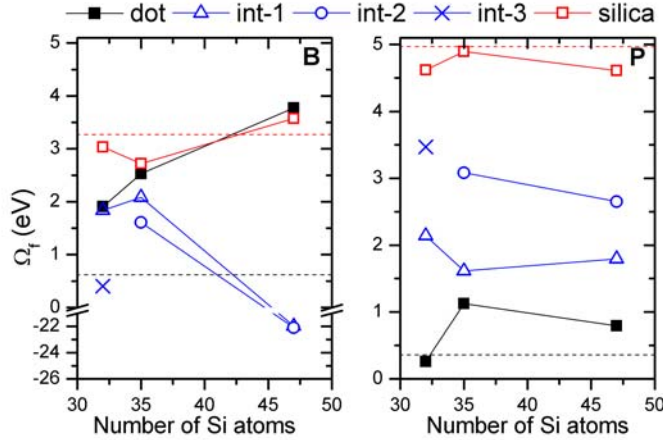 dot int-1 int-2 int-3 silica
B
P
Ω_f (eV)
5
4
3
2
1
0
-22
-24
-26
5
4
3
2
1
0
30 35 40 45 50
30 35 40 45 50
Number of Si atoms
Number of Si atoms